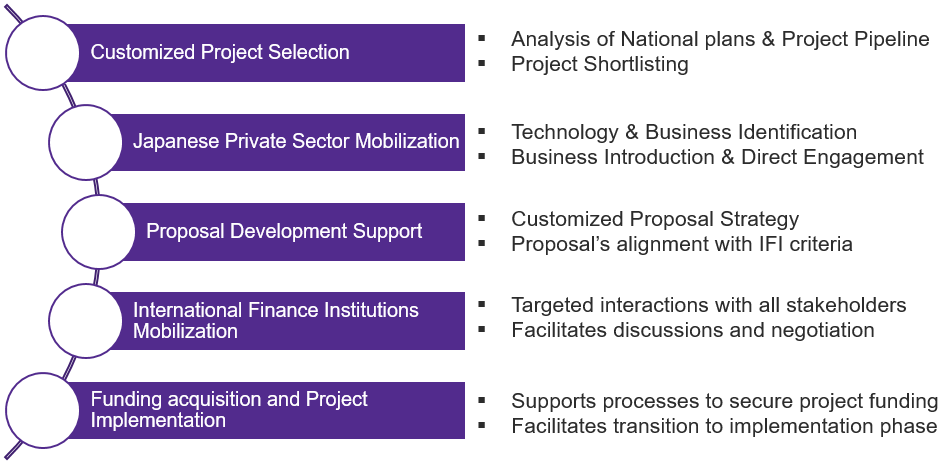 Customized Project Selection
▪ Analysis of National plans & Project Pipeline
▪ Project Shortlisting
Japanese Private Sector Mobilization
▪ Technology & Business Identification
▪ Business Introduction & Direct Engagement
Proposal Development Support
▪ Customized Proposal Strategy
▪ Proposal’s alignment with IFI criteria
International Finance Institutions
Mobilization
▪ Targeted interactions with all stakeholders
▪ Facilitates discussions and negotiation
Funding acquisition and Project
Implementation
▪ Supports processes to secure project funding
▪ Facilitates transition to implementation phase